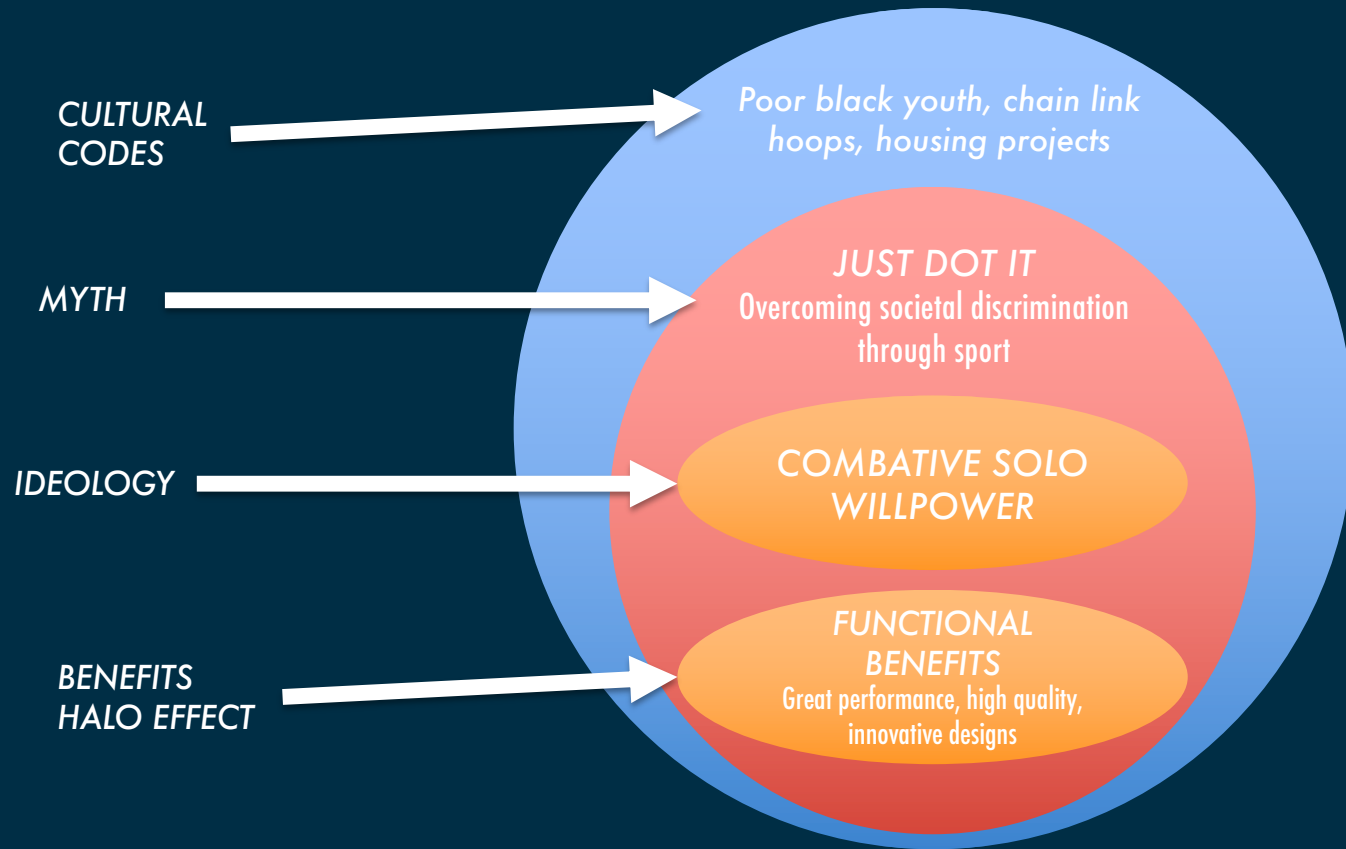 CULTURAL
CODES
Poor black youth, chain link
hoops, housing projects
MYTH
JUST DOT IT
Overcoming societal discrimination
through sport
IDEOLOGY
COMBATIVE SOLO
WILLPOWER
BENEFITS
HALO EFFECT
FUNCTIONAL
BENEFITS
Great performance, high quality,
innovative designs